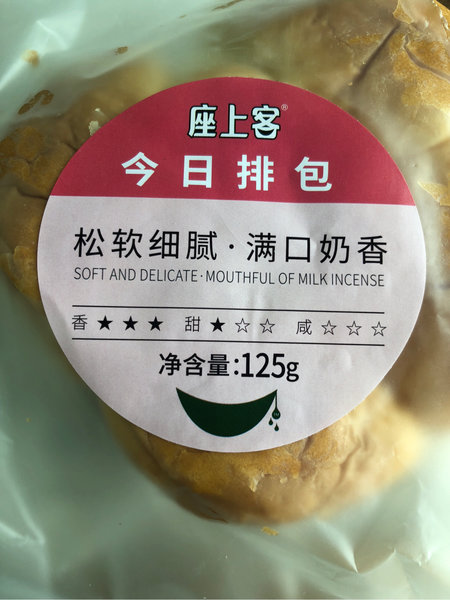 座上客®
今日排包
松软细腻·满口奶香
SOFT AND DELICATE·MOUTHFUL OF MILK INCENSE
香★★★ 甜★☆☆ 咸☆☆☆
净含量:125g